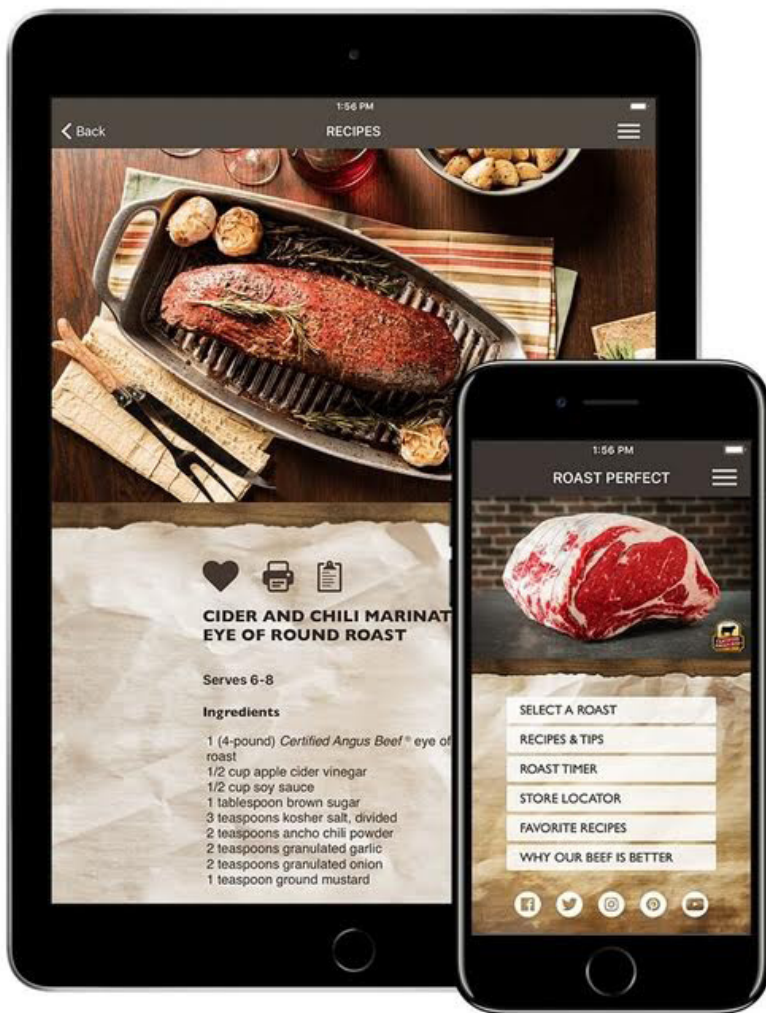 1:56 PM
Back
RECIPES
CIDER AND CHILI MARINAT
EYE OF ROUND ROAST
Serves 6-8
Ingredients
1 (4-pound) Certified Angus Beef ® eye of
roast
1/2 cup apple cider vinegar
1/2 cup soy sauce
1 tablespoon brown sugar
3 teaspoons kosher salt, divided
2 teaspoons ancho chili powder
2 teaspoons granulated garlic
2 teaspoons granulated onion
1 teaspoon ground mustard
1:56 PM
ROAST PERFECT
SELECT A ROAST
RECIPES & TIPS
ROAST TIMER
STORE LOCATOR
FAVORITE RECIPES
WHY OUR BEEF IS BETTER